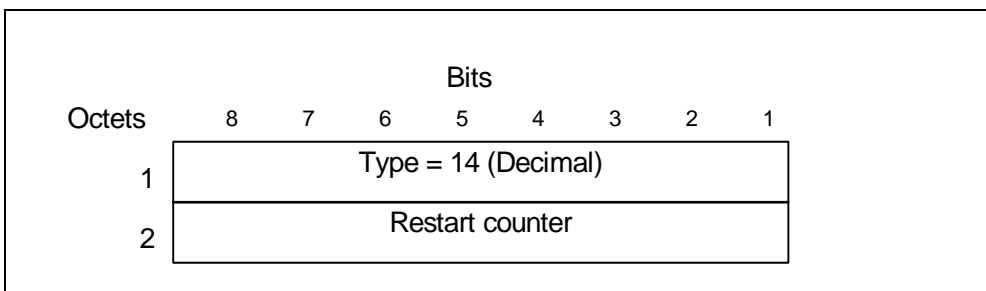 Bits
Octets 8 7 6 5 4 3 2 1
1 Type = 14 (Decimal)
2 Restart counter